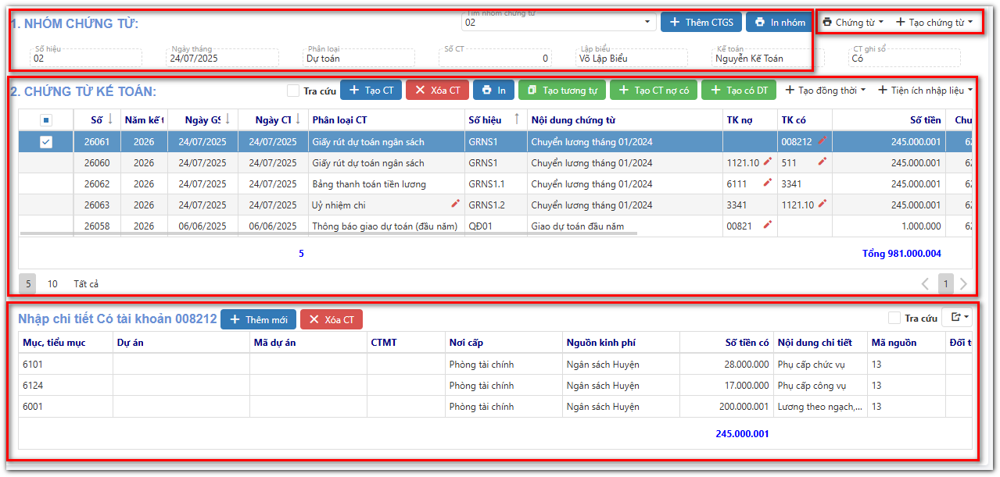 1. NHÓM CHỨNG TỪ: Tìm nhóm chứng từ 02 Thêm CTGS In nhóm Chứng từ Tạo chứng từ
Số hiệu Ngày tháng Phân loại Số CT Lập biểu Kế toán CT ghi sổ
02 24/07/2025 Dự toán 0 Võ Lập Biểu Nguyễn Kế Toán Có
2. CHỨNG TỪ KẾ TOÁN: Tra cứu Tạo CT Xóa CT In Tạo tương tự Tạo CT nợ có Tạo có DT Tạo đồng thời Tiện ích nhập liệu
Số Năm kế t Ngày GS Ngày CT Phân loại CT Số hiệu Nội dung chứng từ TK nợ TK có Số tiền Chu
26061 2026 24/07/2025 24/07/2025 Giấy rút dự toán ngân sách GRNS1 Chuyển lương tháng 01/2024 008212 245.000.001 62
26060 2026 24/07/2025 24/07/2025 Giấy rút dự toán ngân sách GRNS1 Chuyển lương tháng 01/2024 1121.10 511 245.000.001 62
26062 2026 24/07/2025 24/07/2025 Bảng thanh toán tiền lương GRNS1.1 Chuyển lương tháng 01/2024 6111 3341 245.000.001 62
26063 2026 24/07/2025 24/07/2025 Uỷ nhiệm chi GRNS1.2 Chuyển lương tháng 01/2024 3341 1121.10 245.000.001 62
26058 2026 06/06/2025 06/06/2025 Thông báo giao dự toán (đầu năm) QĐ01 Giao dự toán đầu năm 00821 1.000.000 62
5 Tổng 981.000.004
5 10 Tất cả 1
Nhập chi tiết Có tài khoản 008212 Thêm mới Xóa CT Tra cứu
Mục, tiểu mục Dự án Mã dự án CTMT Nơi cấp Nguồn kinh phí Số tiền có Nội dung chi tiết Mã nguồn Đối t
6101 Phòng tài chính Ngân sách Huyện 28.000.000 Phụ cấp chức vụ 13
6124 Phòng tài chính Ngân sách Huyện 17.000.000 Phụ cấp công vụ 13
6001 Phòng tài chính Ngân sách Huyện 200.000.001 Lương theo ngạch,... 13
245.000.001